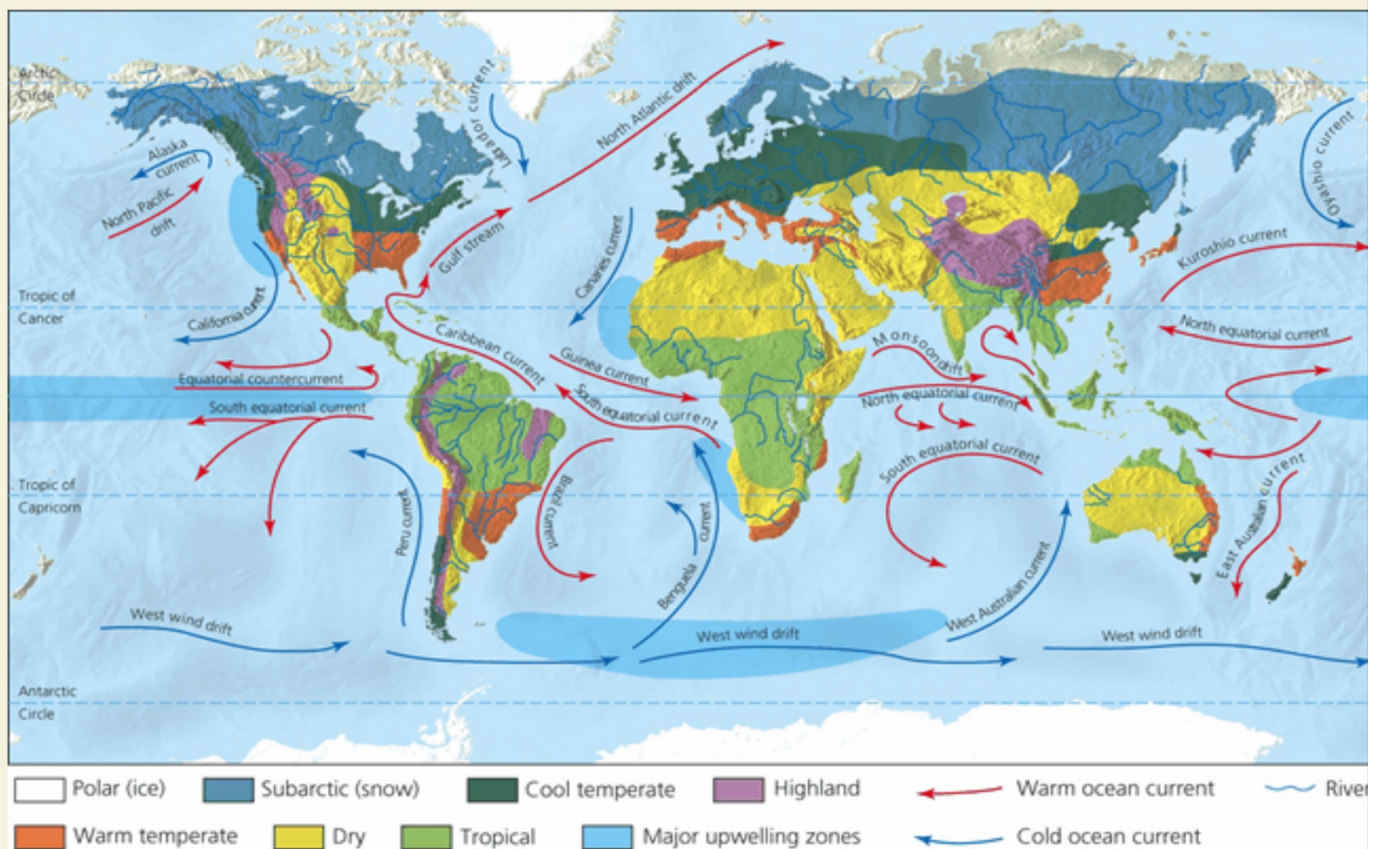 Arctic
Circle
Labrador current
North Atlantic drift
Alaska
current
North Pacific
drift
Oyashio current
Gulf stream
Canaries current
Kuroshio current
Tropic of
Cancer
California current
Caribbean current
Monsoon drift
North equatorial current
Guinea current
Equatorial countercurrent
South equatorial current
South equatorial current
North equatorial current
South equatorial current
Tropic of
Capricorn
Peru current
Brazil current
Benguela current
West Australian current
East Australian current
West wind drift
West wind drift
West wind drift
Antarctic
Circle
Polar (ice) Subarctic (snow) Cool temperate Highland Warm ocean current River
Warm temperate Dry Tropical Major upwelling zones Cold ocean current